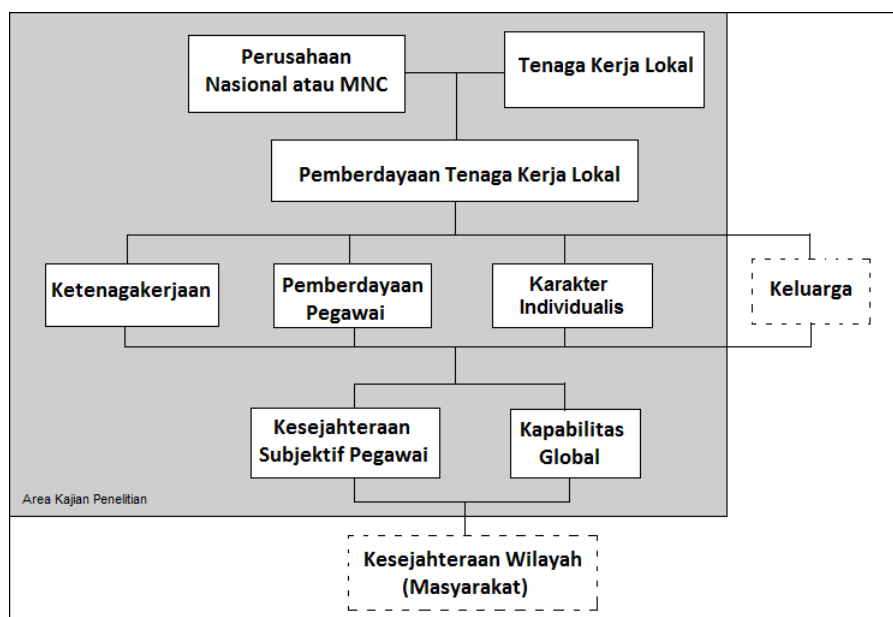 Perusahaan
Nasional atau MNC
Tenaga Kerja Lokal
Pemberdayaan Tenaga Kerja Lokal
Ketenagakerjaan
Pemberdayaan
Pegawai
Karakter
Individualis
Keluarga
Kesejahteraan
Subjektif Pegawai
Kapabilitas
Global
Area Kajian Penelitian
Kesejahteraan Wilayah
(Masyarakat)